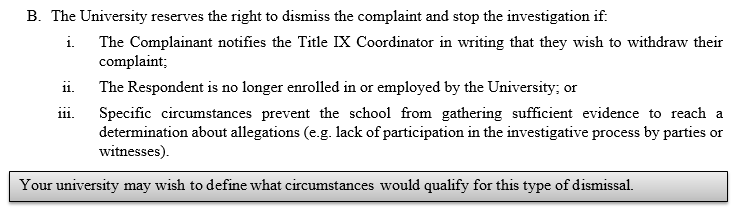 B. The University reserves the right to dismiss the complaint and stop the investigation if:
i. The Complainant notifies the Title IX Coordinator in writing that they wish to withdraw their
complaint;
ii. The Respondent is no longer enrolled in or employed by the University; or
iii. Specific circumstances prevent the school from gathering sufficient evidence to reach a
determination about allegations (e.g. lack of participation in the investigative process by parties or
witnesses).
Your university may wish to define what circumstances would qualify for this type of dismissal.